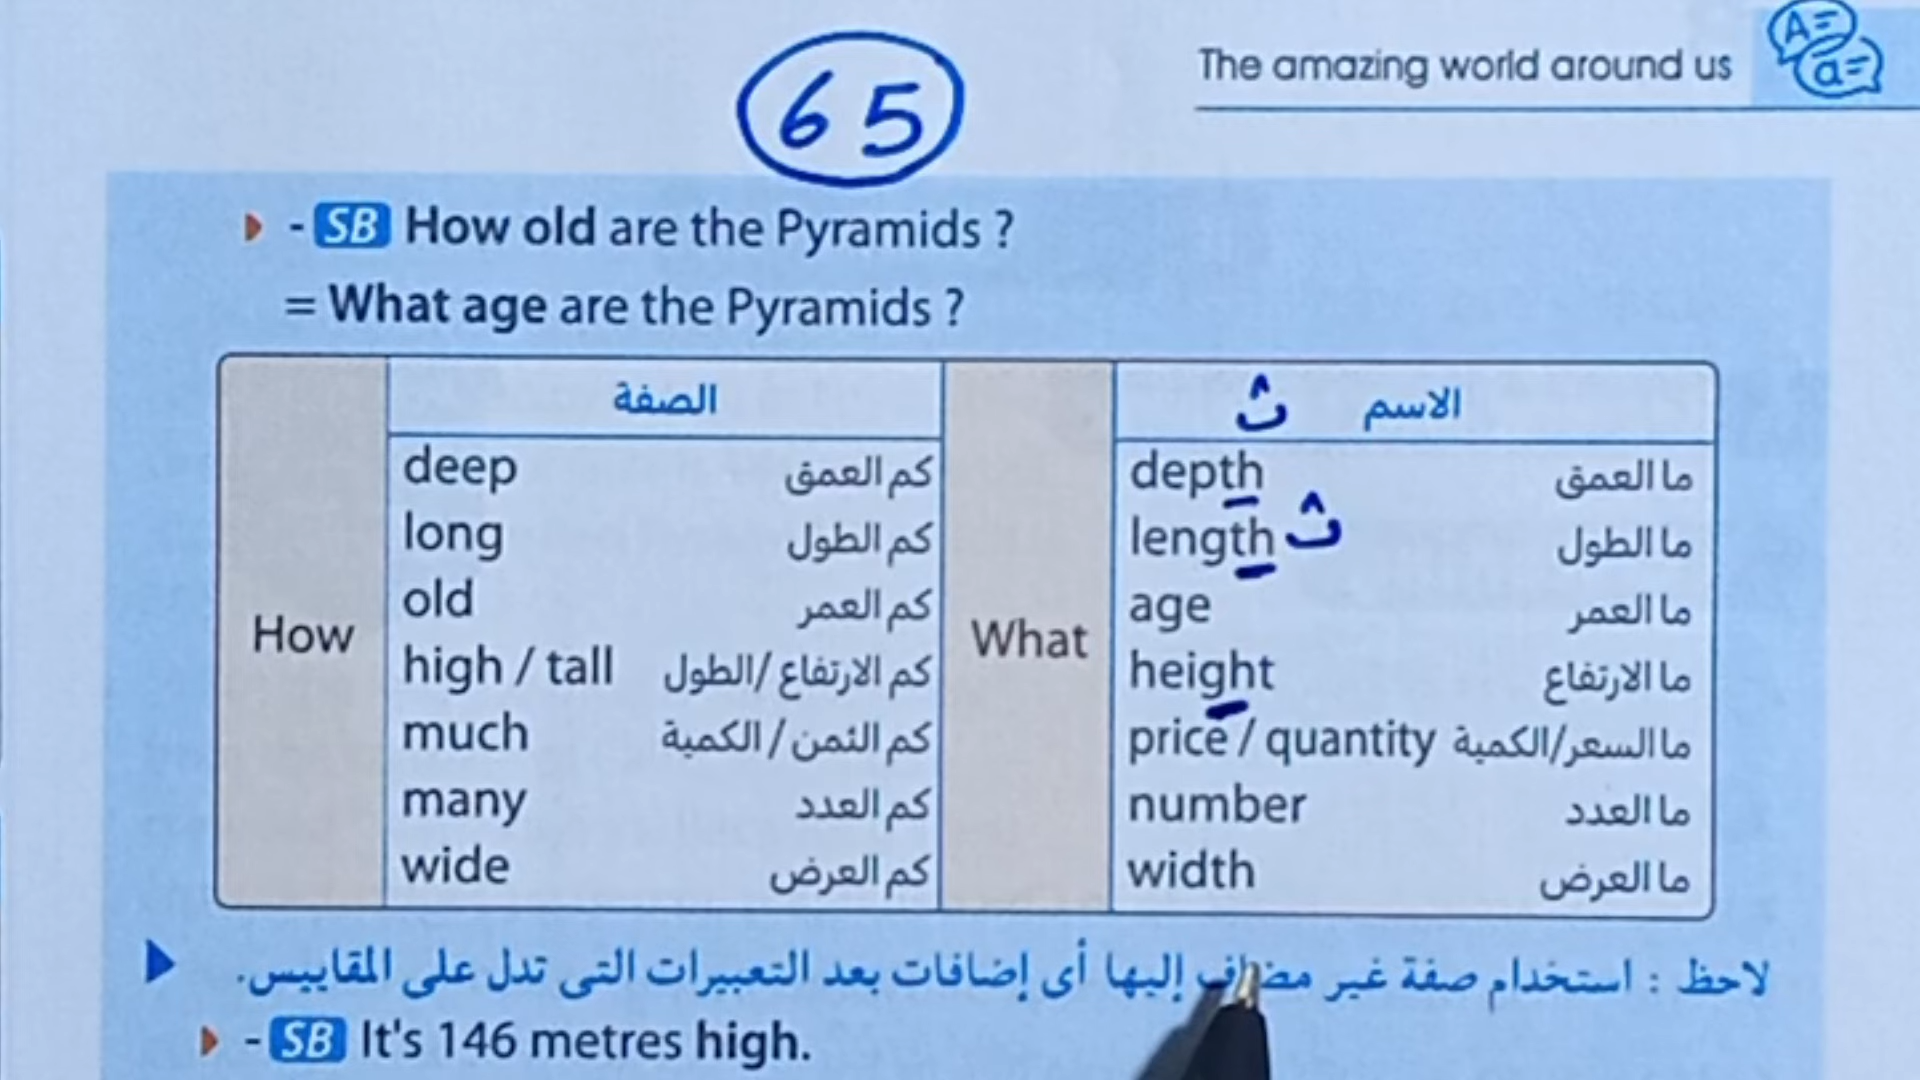 The amazing world around us
A
a
65
- SB How old are the Pyramids ?
= What age are the Pyramids ?
How الصفة What الاسم ث
deep كم العمق depth ما العمق
long كم الطول length ث ما الطول
old كم العمر age ما العمر
high / tall كم الارتفاع /الطول height ما الارتفاع
much كم الثمن / الكمية price / quantity ما السعر/الكمية
many كم العدد number ما العدد
wide كم العرض width ما العرض
لاحظ : استخدام صفة غير مضاف إليها أى إضافات بعد التعبيرات التى تدل على المقاييس.
- SB It's 146 metres high.